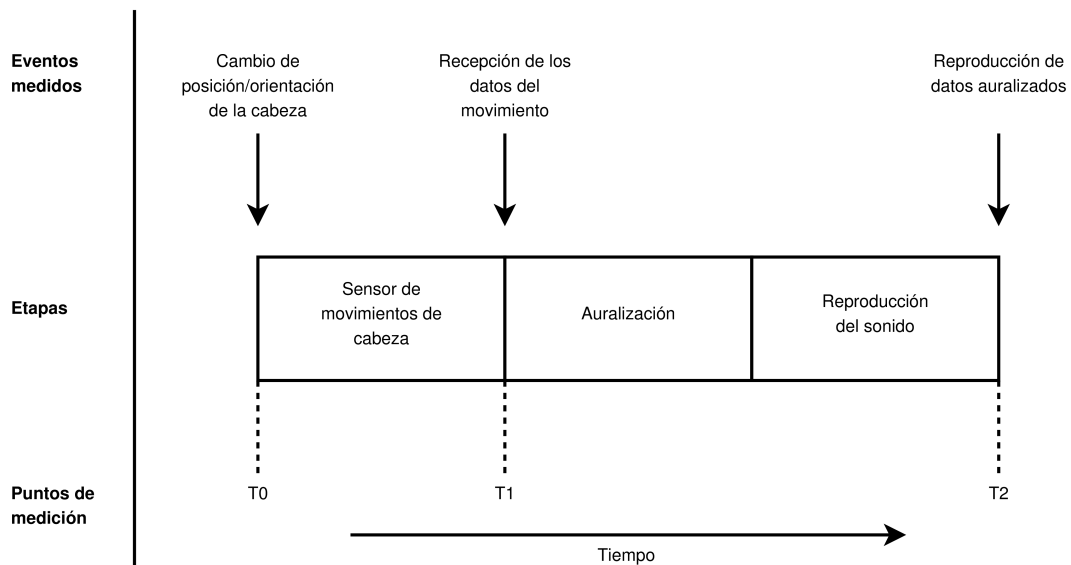 Eventos
medidos
Cambio de
posición/orientación
de la cabeza
Recepción de los
datos del
movimiento
Reproducción de
datos auralizados
Etapas
Sensor de
movimientos de
cabeza
Auralización
Reproducción
del sonido
Puntos de
medición
T0
T1
T2
Tiempo